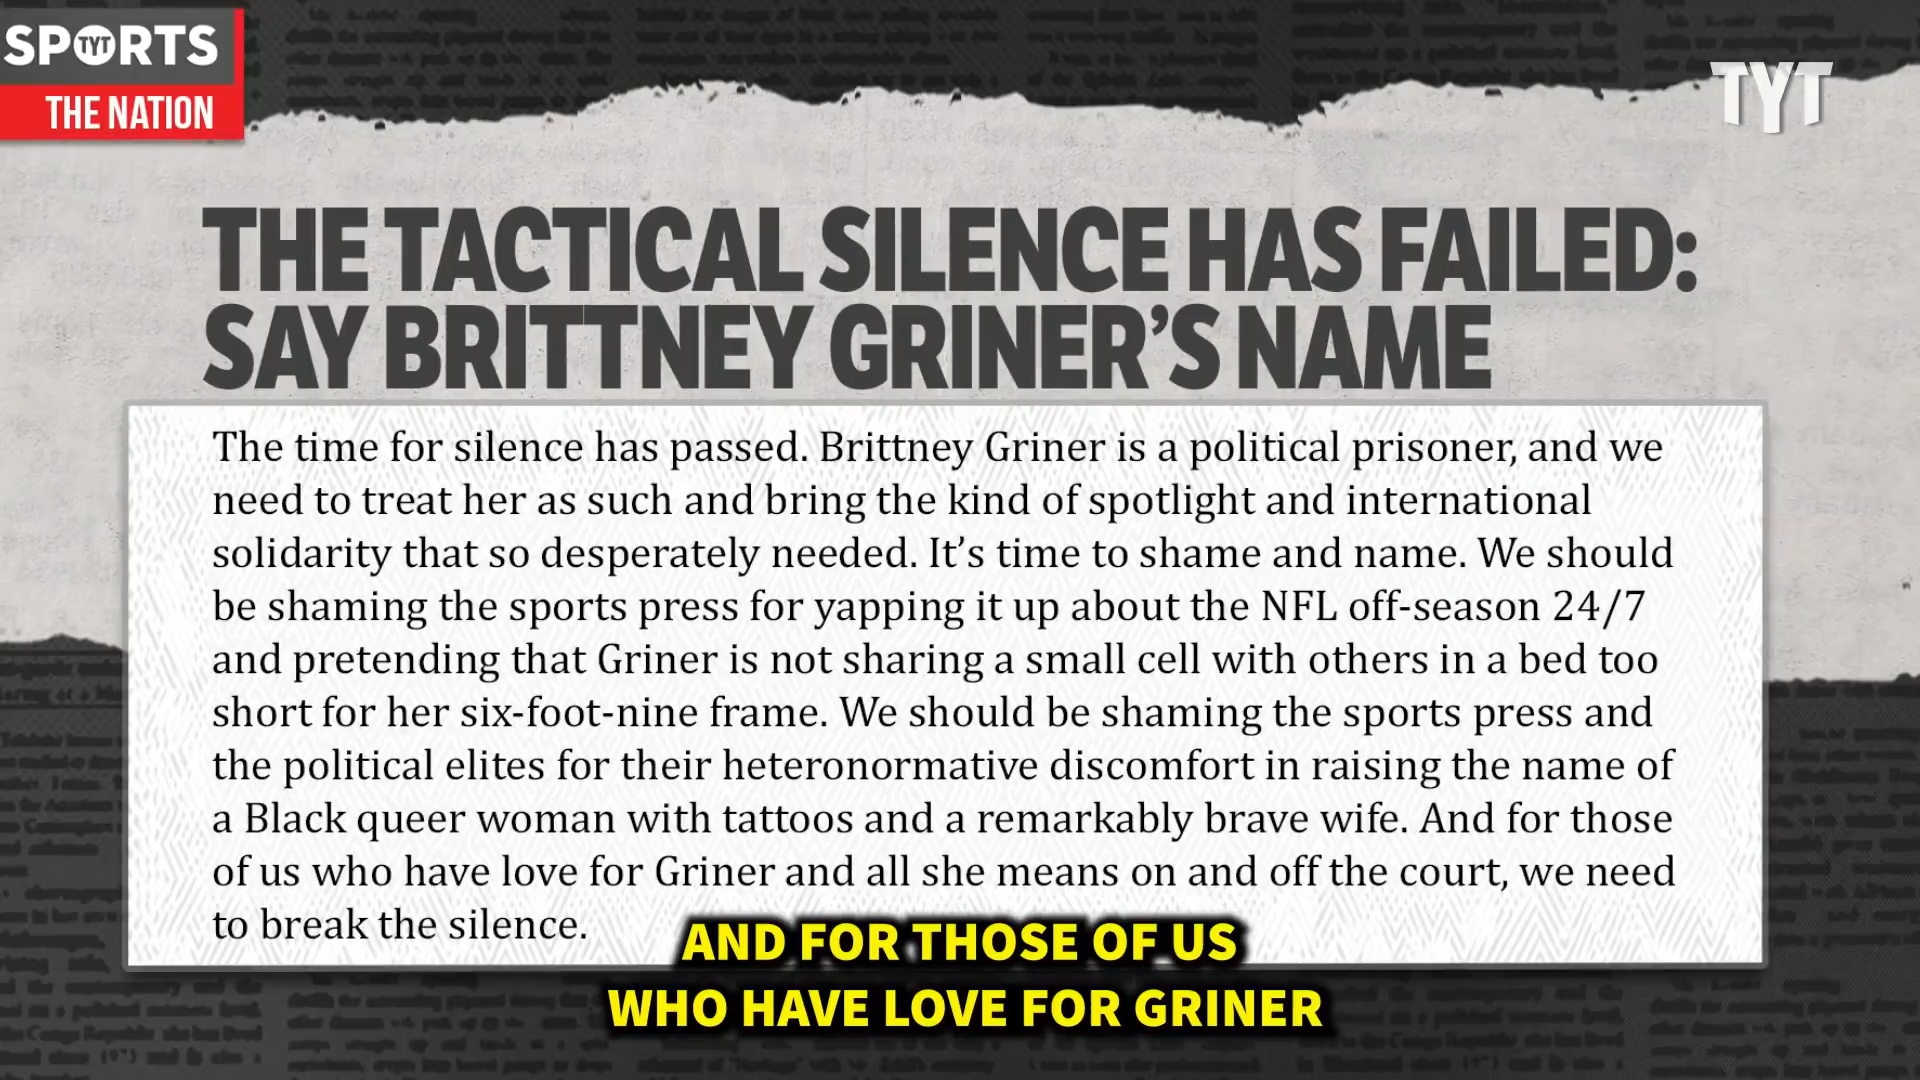 SPORTS
TYT
THE NATION
TYT
THE TACTICAL SILENCE HAS FAILED:
SAY BRITTNEY GRINER'S NAME
The time for silence has passed. Brittney Griner is a political prisoner, and we
need to treat her as such and bring the kind of spotlight and international
solidarity that so desperately needed. It's time to shame and name. We should
be shaming the sports press for yapping it up about the NFL off-season 24/7
and pretending that Griner is not sharing a small cell with others in a bed too
short for her six-foot-nine frame. We should be shaming the sports press and
the political elites for their heteronormative discomfort in raising the name of
a Black queer woman with tattoos and a remarkably brave wife. And for those
of us who have love for Griner and all she means on and off the court, we need
to break the silence.
AND FOR THOSE OF US
WHO HAVE LOVE FOR GRINER